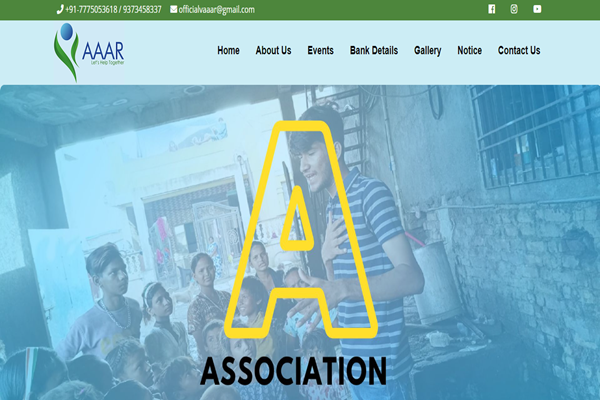 +91-7775053618 / 9373458337 officialvaaar@gmail.com
AAAR
Let's Help Together
Home About Us Events Bank Details Gallery Notice Contact Us
A
ASSOCIATION